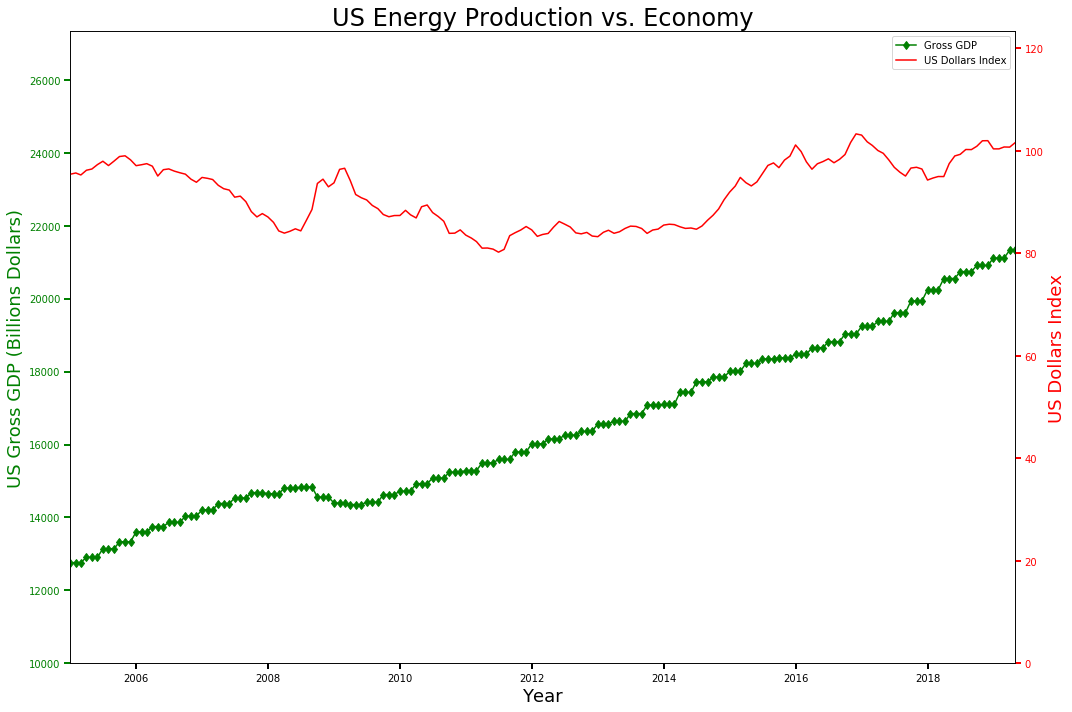 US Energy Production vs. Economy
Gross GDP
US Dollars Index
US Gross GDP (Billions Dollars)
26000
24000
22000
20000
18000
16000
14000
12000
10000
120
100
80
60
40
20
0
US Dollars Index
2006 2008 2010 2012 2014 2016 2018
Year